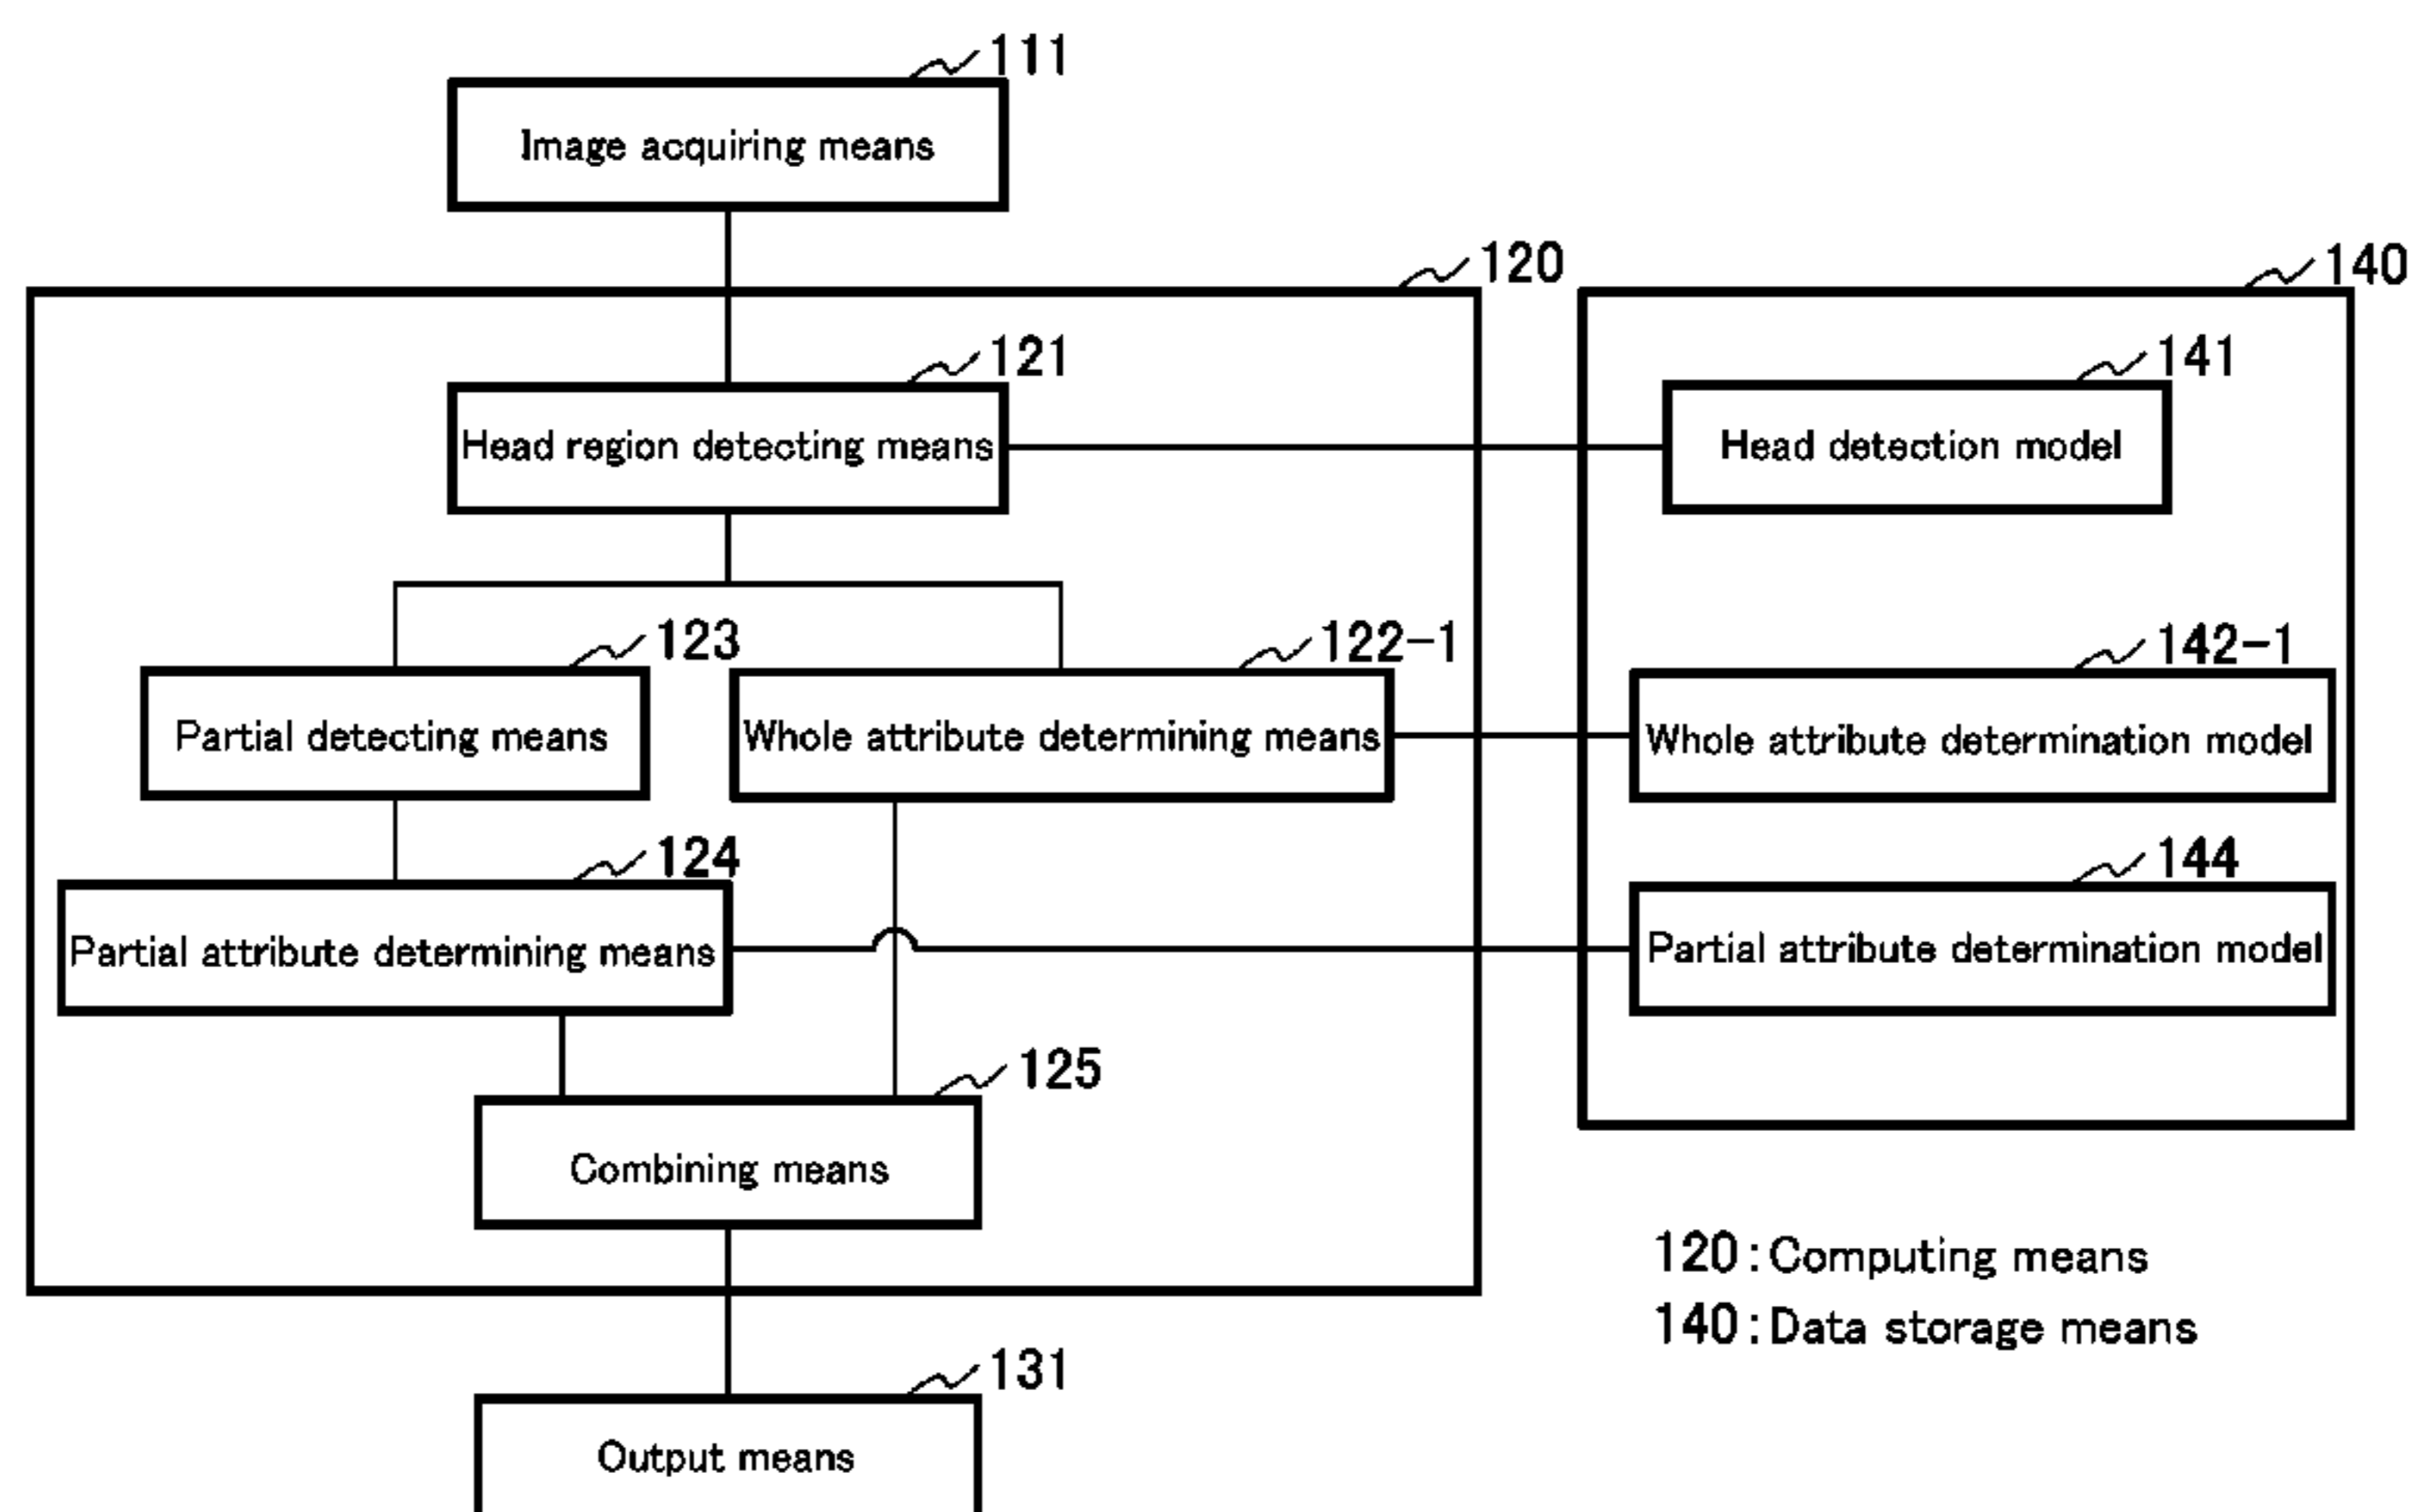 111
Image acquiring means
120
140
121
141
Head region detecting means
Head detection model
123
122-1
142-1
Partial detecting means
Whole attribute determining means
Whole attribute determination model
124
144
Partial attribute determining means
Partial attribute determination model
125
Combining means
120:Computing means
140:Data storage means
131
Output means